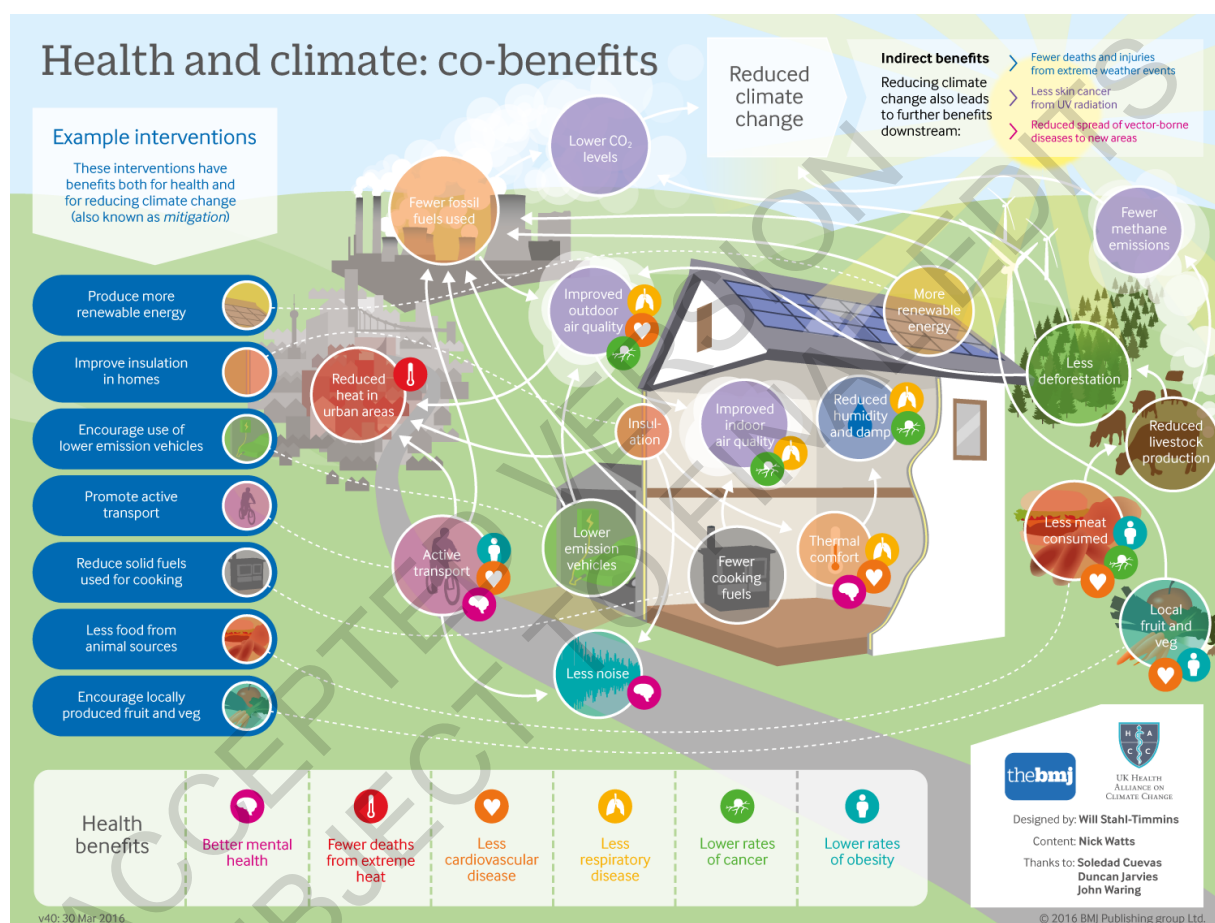 Health and climate: co-benefits
Reduced
climate
change
Indirect benefits
Reducing climate
change also leads
to further benefits
downstream:
Fewer deaths and injuries
from extreme weather events
Less skin cancer
from UV radiation
Reduced spread of vector-borne
diseases to new areas
Example interventions
These interventions have
benefits both for health and
for reducing climate change
(also known as mitigation)
Produce more
renewable energy
Improve insulation
in homes
Encourage use of
lower emission vehicles
Promote active
transport
Reduce solid fuels
used for cooking
Less food from
animal sources
Encourage locally
produced fruit and veg
Lower CO₂
levels
Fewer fossil
fuels used
Fewer
methane
emissions
Improved
outdoor
air quality
More
renewable
energy
Less
deforestation
Reduced
heat in
urban areas
Insul-
ation
Improved
indoor
air quality
Reduced
humidity
and damp
Reduced
livestock
production
Active
transport
Lower
emission
vehicles
Fewer
cooking
fuels
Thermal
comfort
Less meat
consumed
Local
fruit and
veg
Less noise
Health
benefits
Better mental
health
Fewer deaths
from extreme
heat
Less
cardiovascular
disease
Less
respiratory
disease
Lower rates
of cancer
Lower rates
of obesity
thebmj
H A
C C
UK HEALTH
ALLIANCE ON
CLIMATE CHANGE
Designed by: Will Stahl-Timmins
Content: Nick Watts
Thanks to: Soledad Cuevas
Duncan Jarvies
John Waring
v40: 30 Mar 2016
© 2016 BMJ Publishing group Ltd.
ACCEPTED VERSION
SUBJECT TO FINAL EDITS